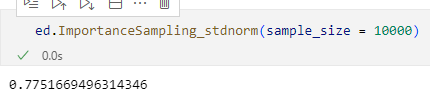 ed.ImportanceSampling_stdnorm(sample_size = 10000)
0.0s
0.7751669496314346